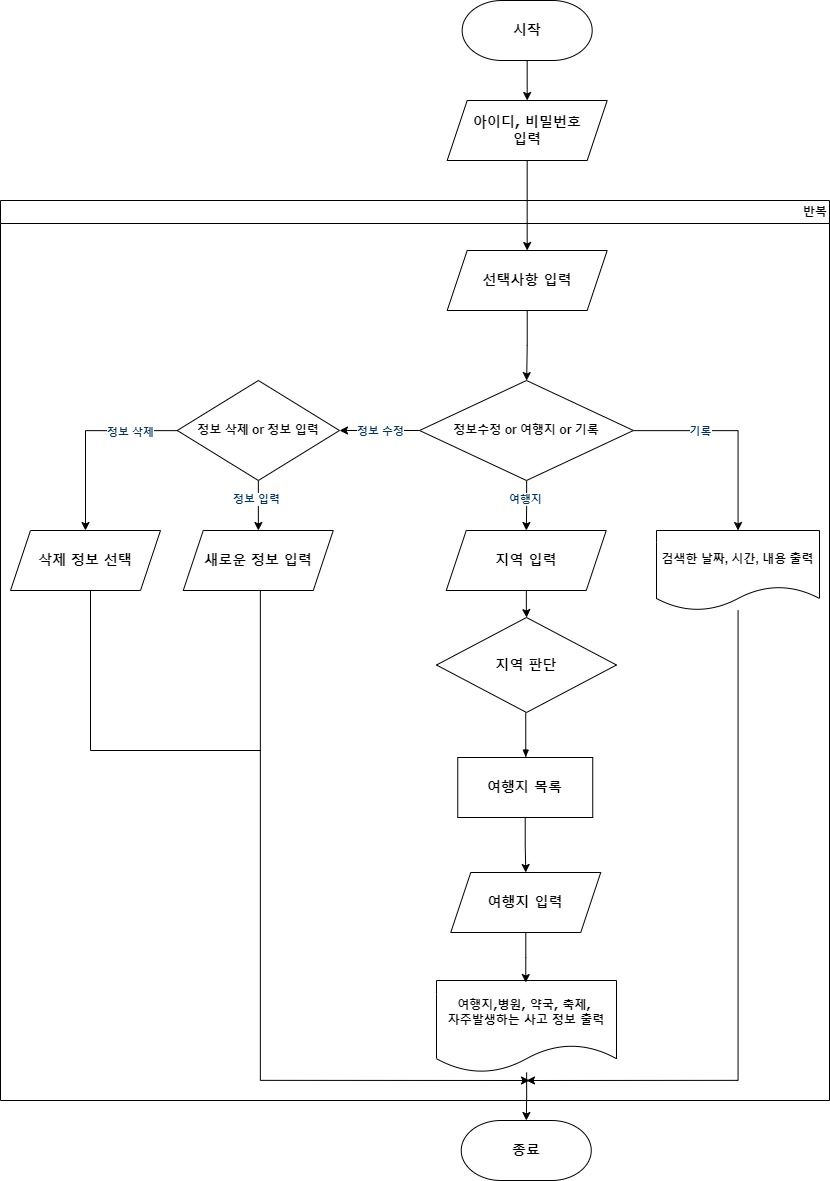 시작
아이디, 비밀번호
입력
반복
선택사항 입력
정보 삭제 or 정보 입력
정보수정 or 여행지 or 기록
정보 삭제
정보 수정
기록
정보 입력
여행지
삭제 정보 선택
새로운 정보 입력
지역 입력
검색한 날짜, 시간, 내용 출력
지역 판단
여행지 목록
여행지 입력
여행지,병원, 약국, 축제,
자주발생하는 사고 정보 출력
종료